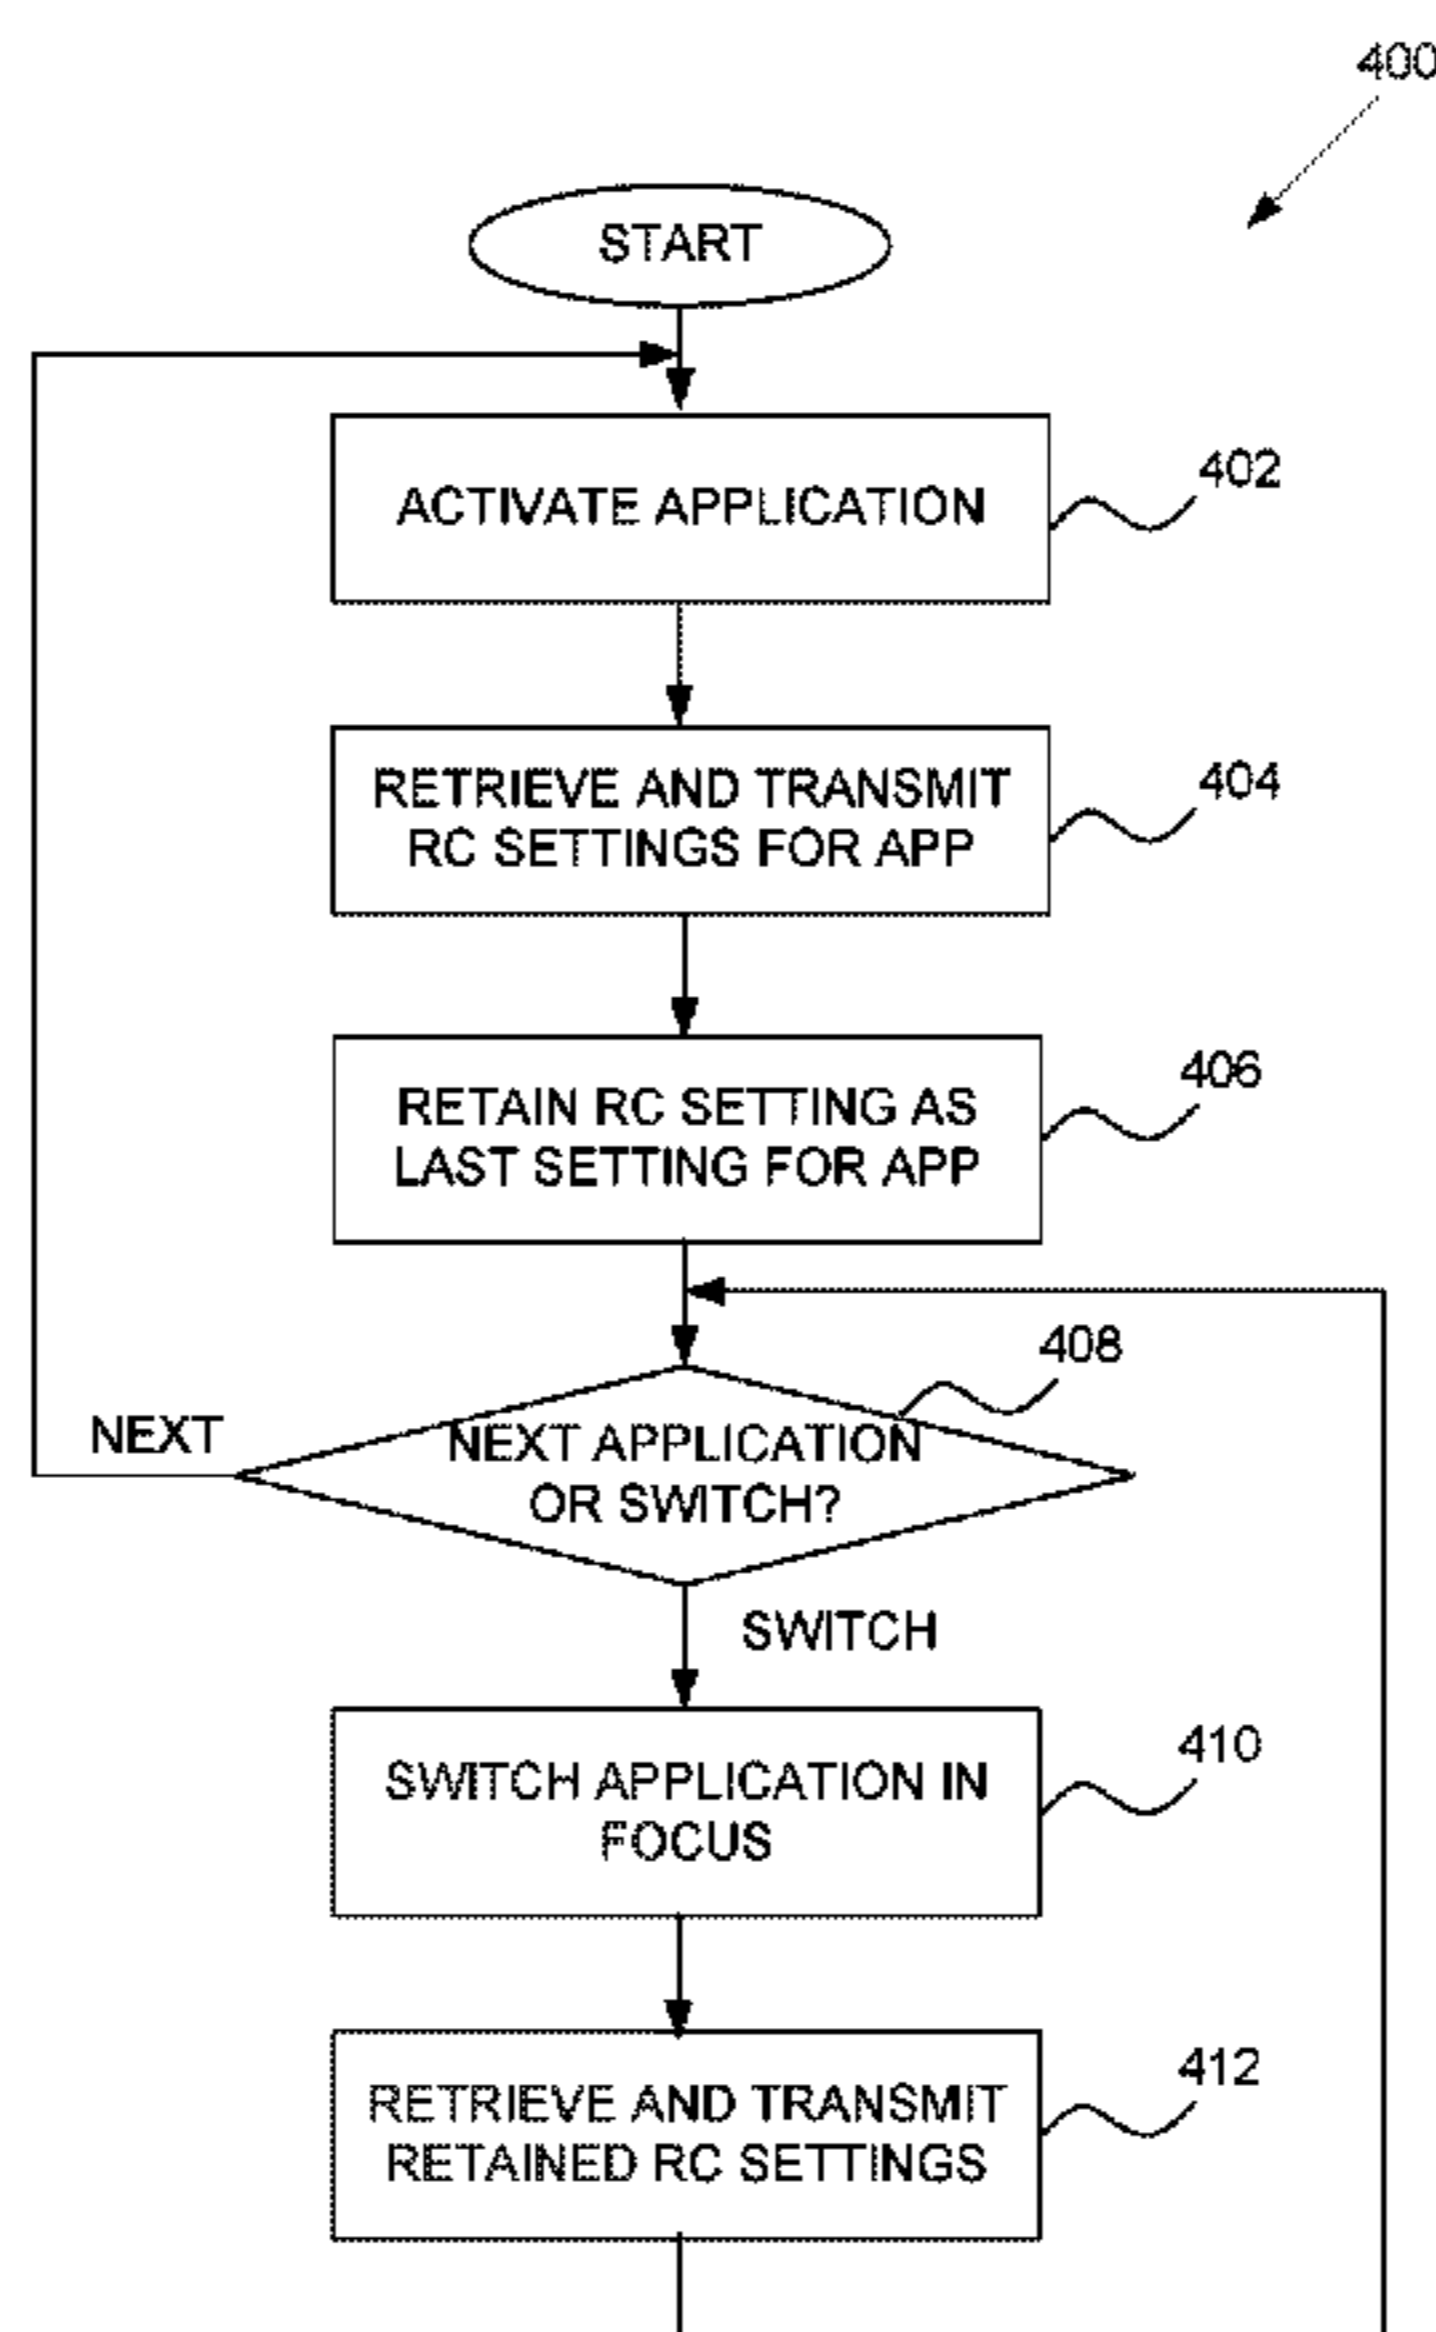 400
START
ACTIVATE APPLICATION
402
RETRIEVE AND TRANSMIT
RC SETTINGS FOR APP
404
RETAIN RC SETTING AS
LAST SETTING FOR APP
406
408
NEXT
NEXT APPLICATION
OR SWITCH?
SWITCH
SWITCH APPLICATION IN
FOCUS
410
RETRIEVE AND TRANSMIT
RETAINED RC SETTINGS
412